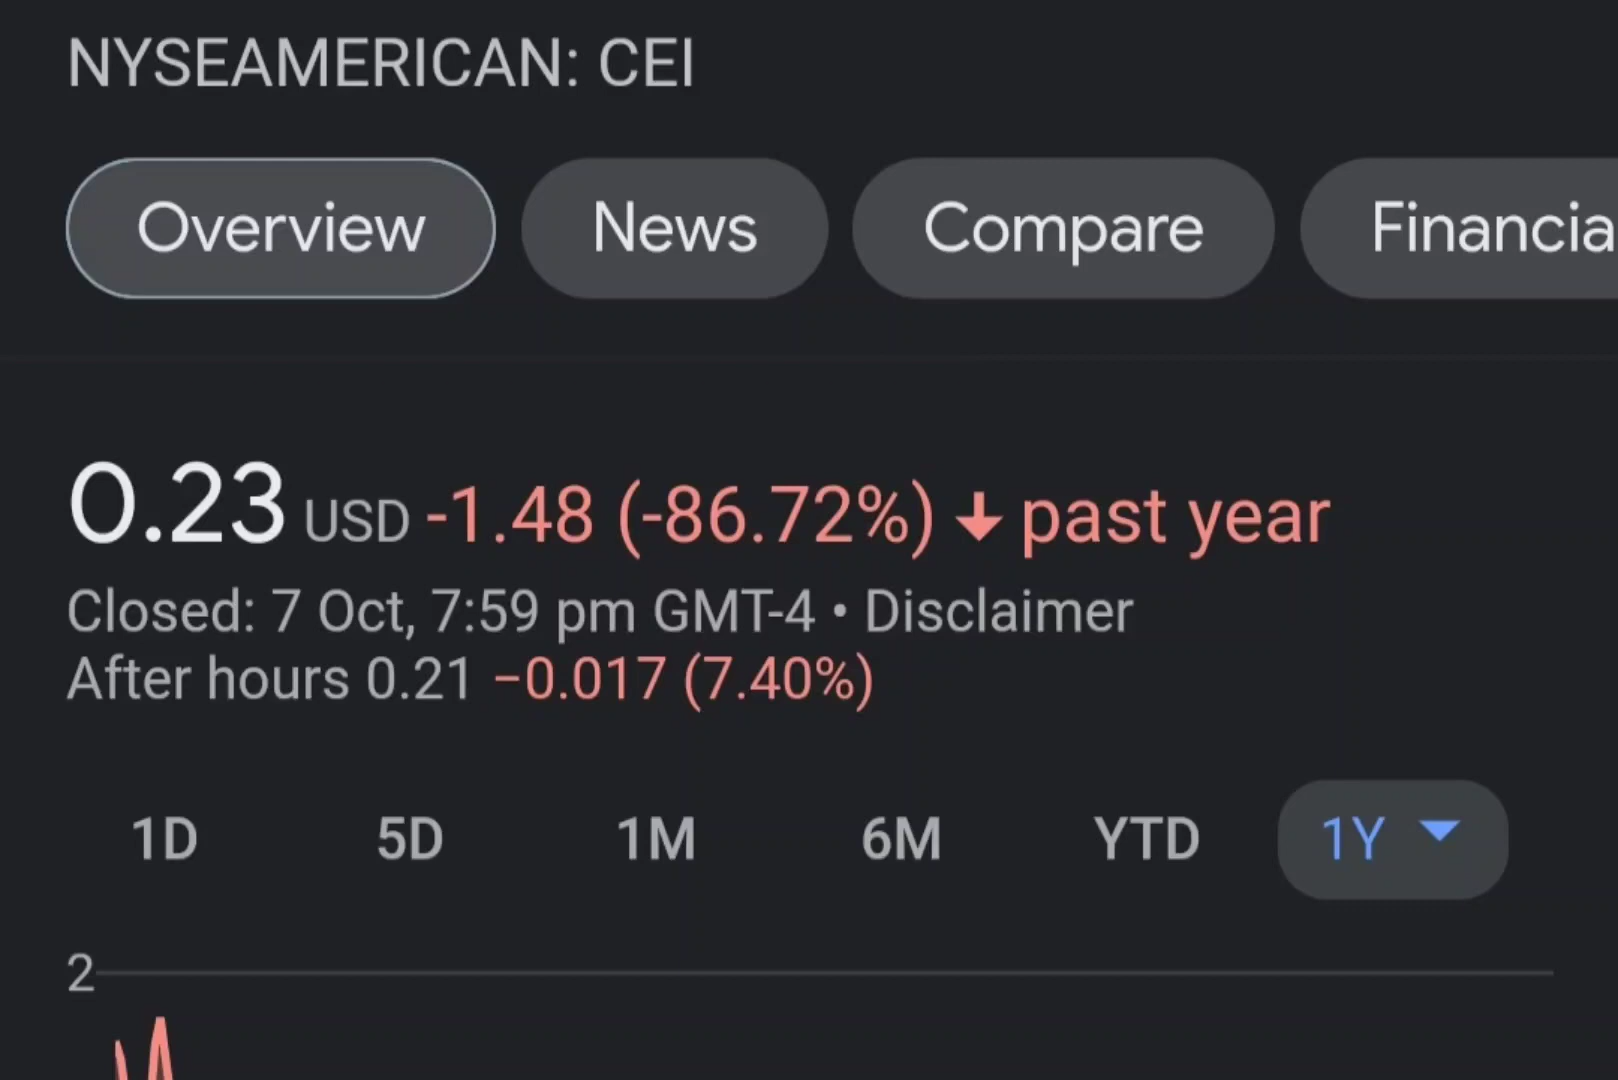 NYSEAMERICAN: CEI
Overview News Compare Financia
0.23 USD -1.48 (-86.72%) ↓ past year
Closed: 7 Oct, 7:59 pm GMT-4 • Disclaimer
After hours 0.21 −0.017 (7.40%)
1D 5D 1M 6M YTD 1Y
2